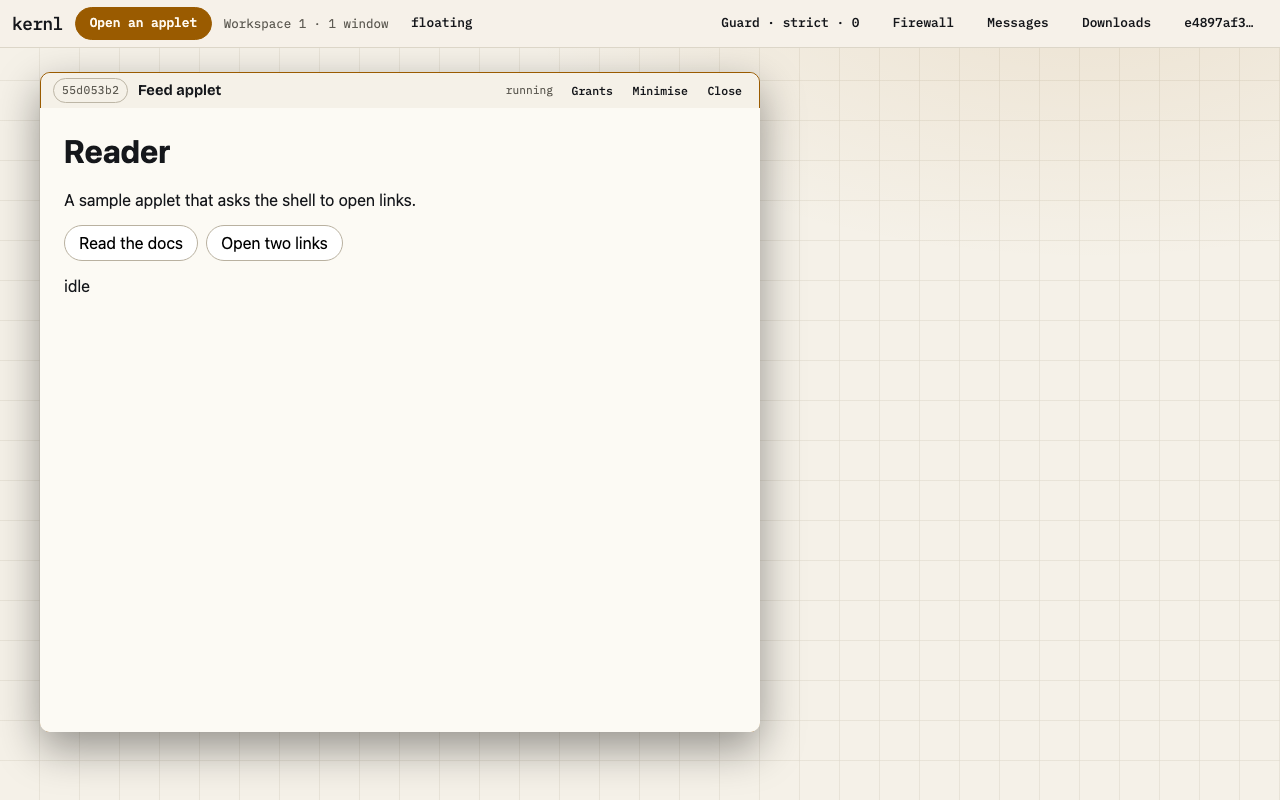 kernl Open an applet Workspace 1 · 1 window floating Guard · strict · 0 Firewall Messages Downloads e4897af3…
55d053b2 Feed applet running Grants Minimise Close
Reader
A sample applet that asks the shell to open links.
Read the docs Open two links
idle